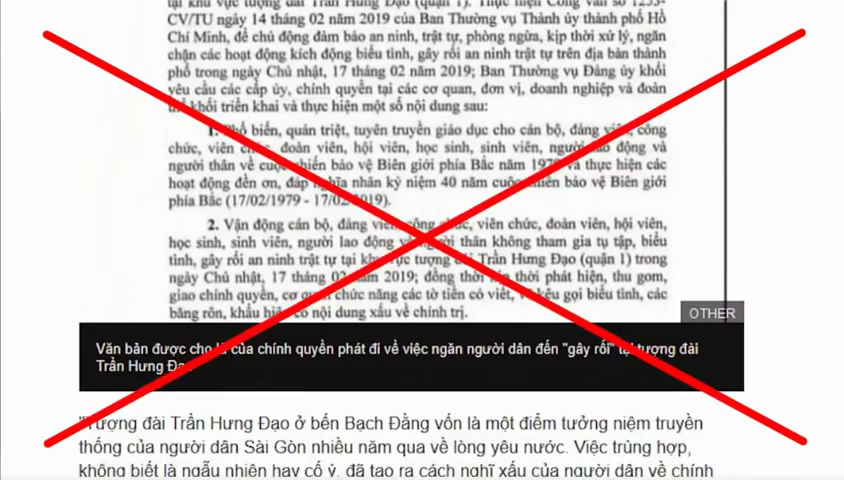 tại khu vực tượng đài Trần Hưng Đạo (quận 1). Thực hiện Công văn số 1253-
CV/TU ngày 14 tháng 02 năm 2019 của Ban Thường vụ Thành ủy thành phố Hồ
Chí Minh, để chủ động đảm bảo an ninh, trật tự, phòng ngừa, kịp thời xử lý, ngăn
chặn các hoạt động kích động biểu tình, gây rối an ninh trật tự trên địa bàn thành
phố trong ngày Chủ nhật, 17 tháng 02 năm 2019; Ban Thường vụ Đảng ủy khối
yêu cầu các cấp ủy, chính quyền tại các cơ quan, đơn vị, doanh nghiệp và đoàn
thể khối triển khai và thực hiện một số nội dung sau:
1. Phổ biến, quán triệt, tuyên truyền giáo dục cho cán bộ, đảng viên, công
chức, viên chức, đoàn viên, hội viên, học sinh, sinh viên, người lao động và
người thân về cuộc chiến bảo vệ Biên giới phía Bắc năm 1979 và thực hiện các
hoạt động đền ơn, đáp nghĩa nhân kỷ niệm 40 năm cuộc chiến bảo vệ Biên giới
phía Bắc (17/02/1979 - 17/02/2019).
2. Vận động cán bộ, đảng viên, công chức, viên chức, đoàn viên, hội viên,
học sinh, sinh viên, người lao động và người thân không tham gia tụ tập, biểu
tình, gây rối an ninh trật tự tại khu vực tượng đài Trần Hưng Đạo (quận 1) trong
ngày Chủ nhật, 17 tháng 02 năm 2019; đồng thời kịp thời phát hiện, thu gom,
giao chính quyền, cơ quan chức năng các tờ tiền có viết, vẽ kêu gọi biểu tình, các
băng rôn, khẩu hiệu có nội dung xấu về chính trị.
OTHER
Văn bản được cho là của chính quyền phát đi về việc ngăn người dân đến "gây rối" tại tượng đài
Trần Hưng Đạo
"Tượng đài Trần Hưng Đạo ở bến Bạch Đằng vốn là một điểm tưởng niệm truyền
thống của người dân Sài Gòn nhiều năm qua về lòng yêu nước. Việc trùng hợp,
không biết là ngẫu nhiên hay cố ý, đã tạo ra cách nghĩ xấu của người dân về chính